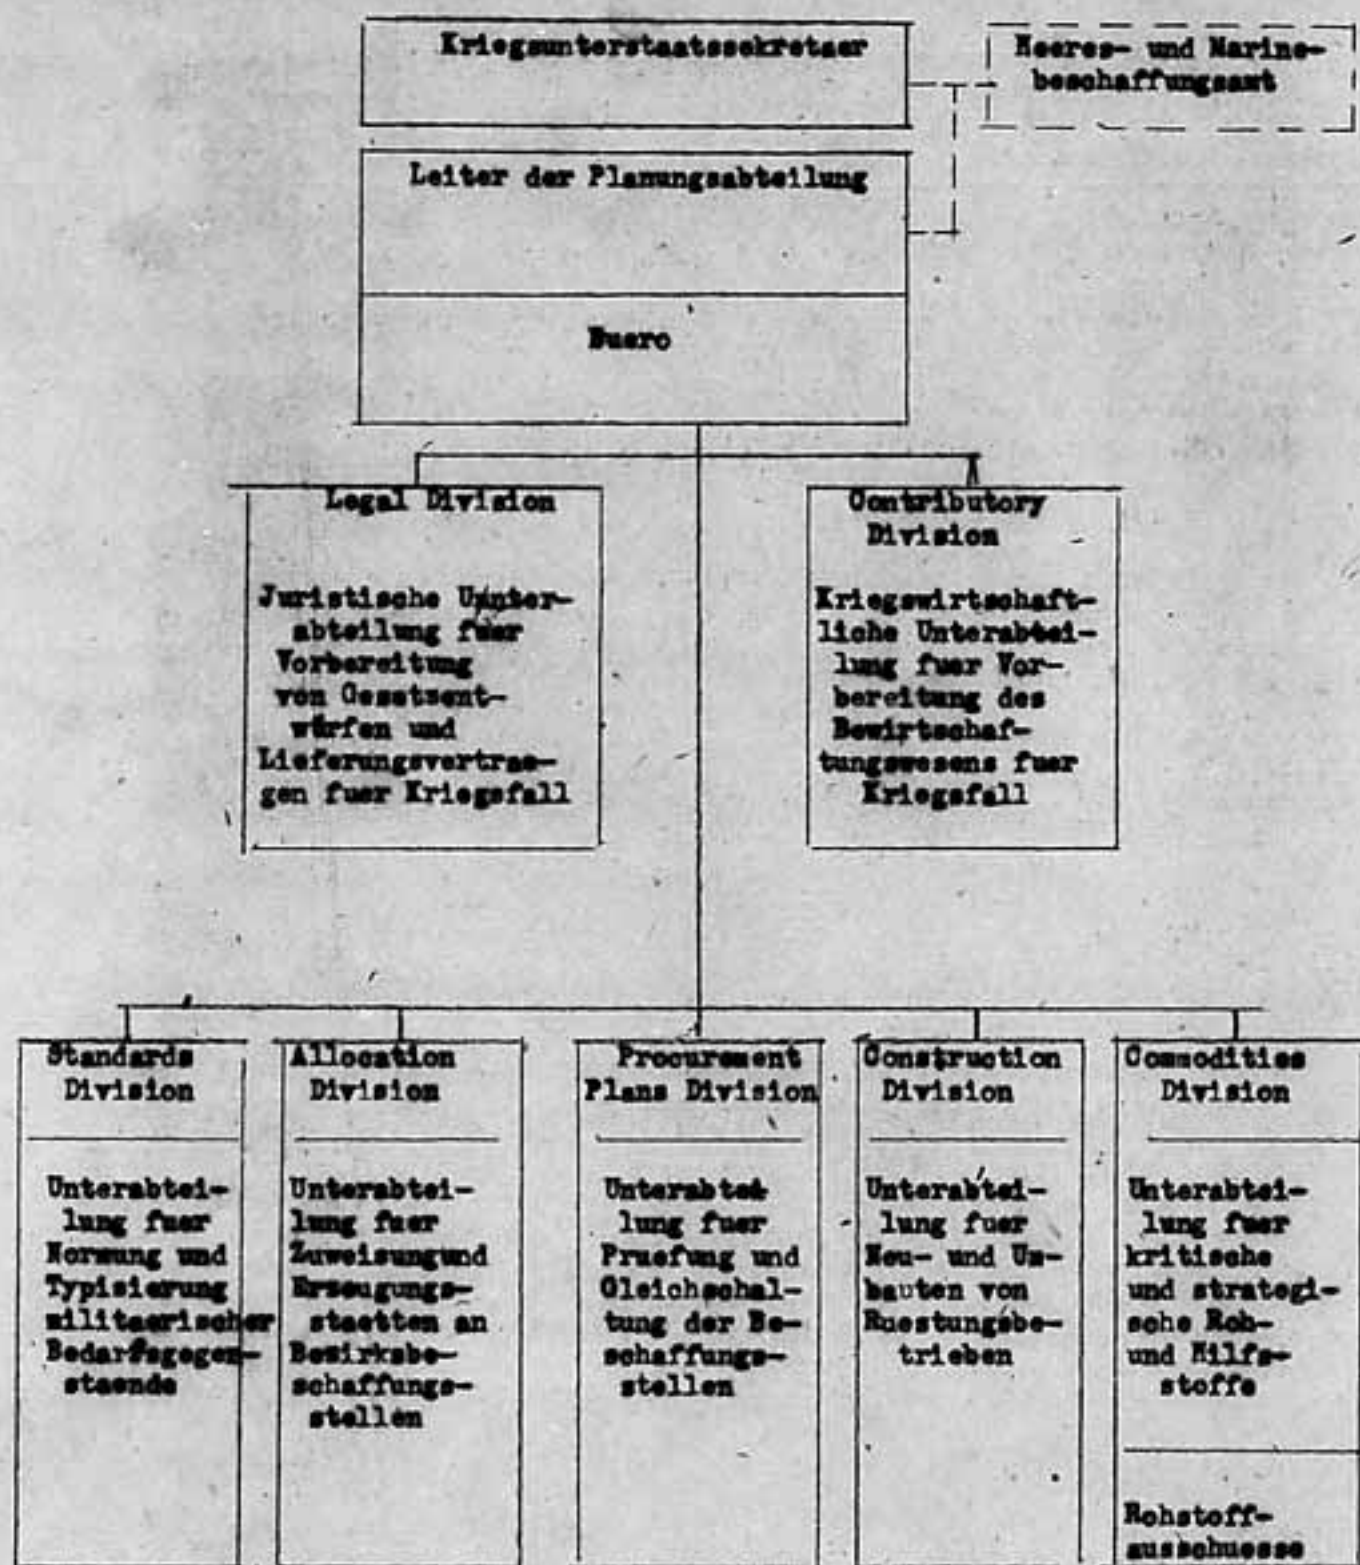 Kriegsunterstaatssekretaer
Heeres- und Marine-
beschaffungsamt
Leiter der Planungsabteilung
Buero
Legal Division
Juristische Unter-
abteilung fuer
Vorbereitung
von Gesetzent-
würfen und
Lieferungsvertrae-
gen fuer Kriegsfall
Contributory
Division
Kriegswirtschaft-
liche Unterabtei-
lung fuer Vor-
bereitung des
Bewirtschaf-
tungswesens fuer
Kriegsfall
Standards
Division
Unterabtei-
lung fuer
Normung und
Typisierung
militaerischer
Bedarfsgegen-
staende
Allocation
Division
Unterabtei-
lung fuer
Zuweisungund
Erzeugungs-
staetten an
Bezirksbe-
schaffungs-
stellen
Procurement
Plans Division
Unterabtei
lung fuer
Pruefung und
Gleichschal-
tung der Be-
schaffungs-
stellen
Construction
Division
Unterabtei-
lung fuer
Neu- und Um-
bauten von
Ruestungsbe-
trieben
Commodities
Division
Unterabtei-
lung fuer
kritische
und strategi-
sche Roh-
und Hilfs-
stoffe
Rohstoff-
ausschuesse